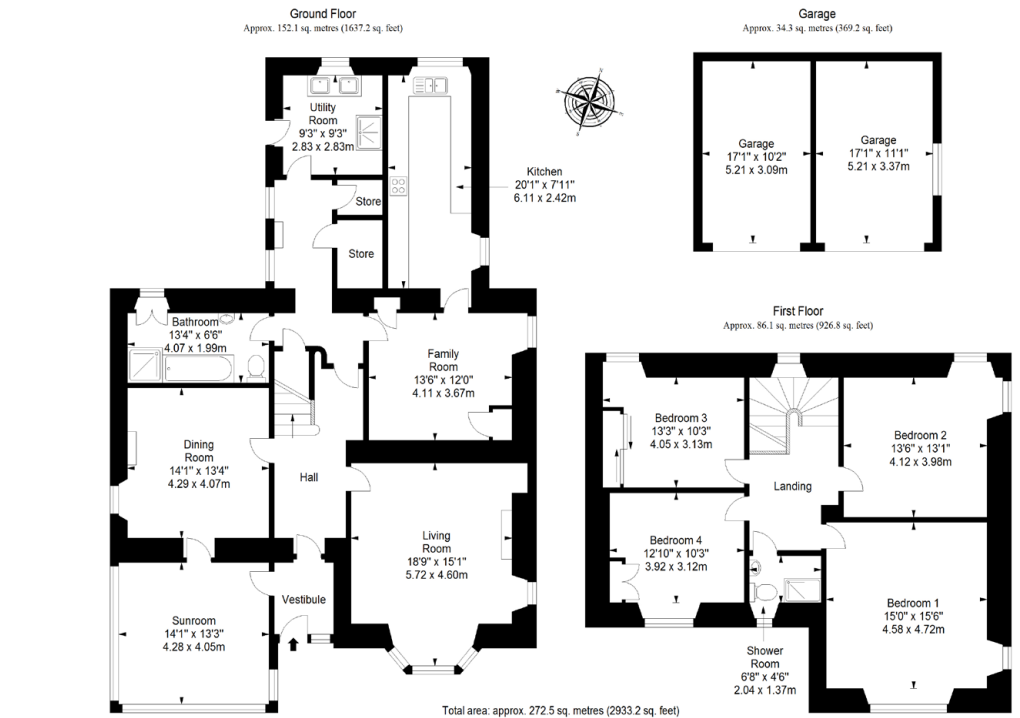 Ground Floor
Approx. 152.1 sq. metres (1637.2 sq. feet)
Utility
Room
9'3" x 9'3"
2.83 x 2.83m
Kitchen
20'1" x 7'11"
6.11 x 2.42m
Store
Store
Bathroom
13'4" x 6'6"
4.07 x 1.99m
Family
Room
13'6" x 12'0"
4.11 x 3.67m
Dining
Room
14'1" x 13'4"
4.29 x 4.07m
Hall
Living
Room
18'9" x 15'1"
5.72 x 4.60m
Vestibule
Sunroom
14'1" x 13'3"
4.28 x 4.05m
Garage
Approx. 34.3 sq. metres (369.2 sq. feet)
Garage
17'1" x 10'2"
5.21 x 3.09m
Garage
17'1" x 11'1"
5.21 x 3.37m
First Floor
Approx. 86.1 sq. metres (926.8 sq. feet)
Bedroom 3
13'3" x 10'3"
4.05 x 3.13m
Bedroom 2
13'6" x 13'1"
4.12 x 3.98m
Landing
Bedroom 4
12'10" x 10'3"
3.92 x 3.12m
Bedroom 1
15'0" x 15'6"
4.58 x 4.72m
Shower
Room
6'8" x 4'6"
2.04 x 1.37m
Total area: approx. 272.5 sq. metres (2933.2 sq. feet)